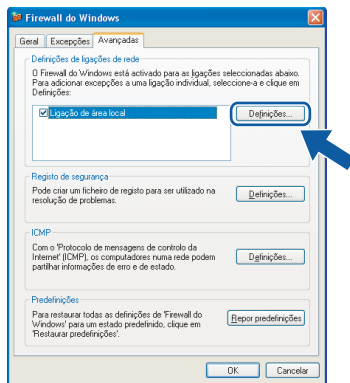 Firewall do Windows
Geral Excepções Avançadas
Definições de ligações de rede
O Firewall do Windows está activado para as ligações seleccionadas abaixo.
Para adicionar excepções a uma ligação individual, seleccione-a e clique em
Definições:
Ligação de área local
Definições...
Registo de segurança
Pode criar um ficheiro de registo para ser utilizado na
resolução de problemas.
Definições...
ICMP
Com o 'Protocolo de mensagens de controlo da
Internet' (ICMP), os computadores numa rede podem
partilhar informações de erro e de estado.
Definições...
Predefinições
Para restaurar todas as definições de 'Firewall do
Windows' para um estado predefinido, clique em
'Restaurar predefinições'.
Repor predefinições
OK Cancelar